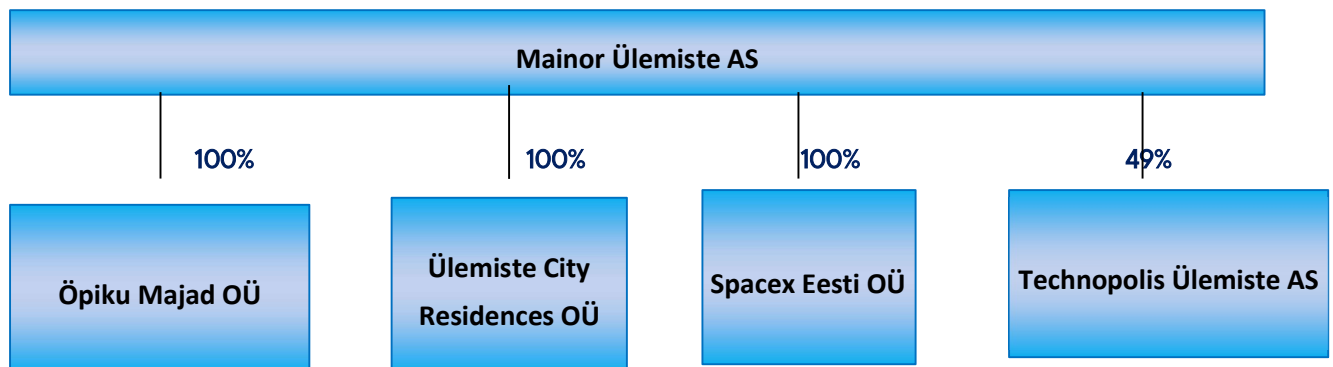 Mainor Ülemiste AS
100%
100%
100%
49%
Öpiku Majad OÜ
Ülemiste City
Residences OÜ
Spacex Eesti OÜ
Technopolis Ülemiste AS